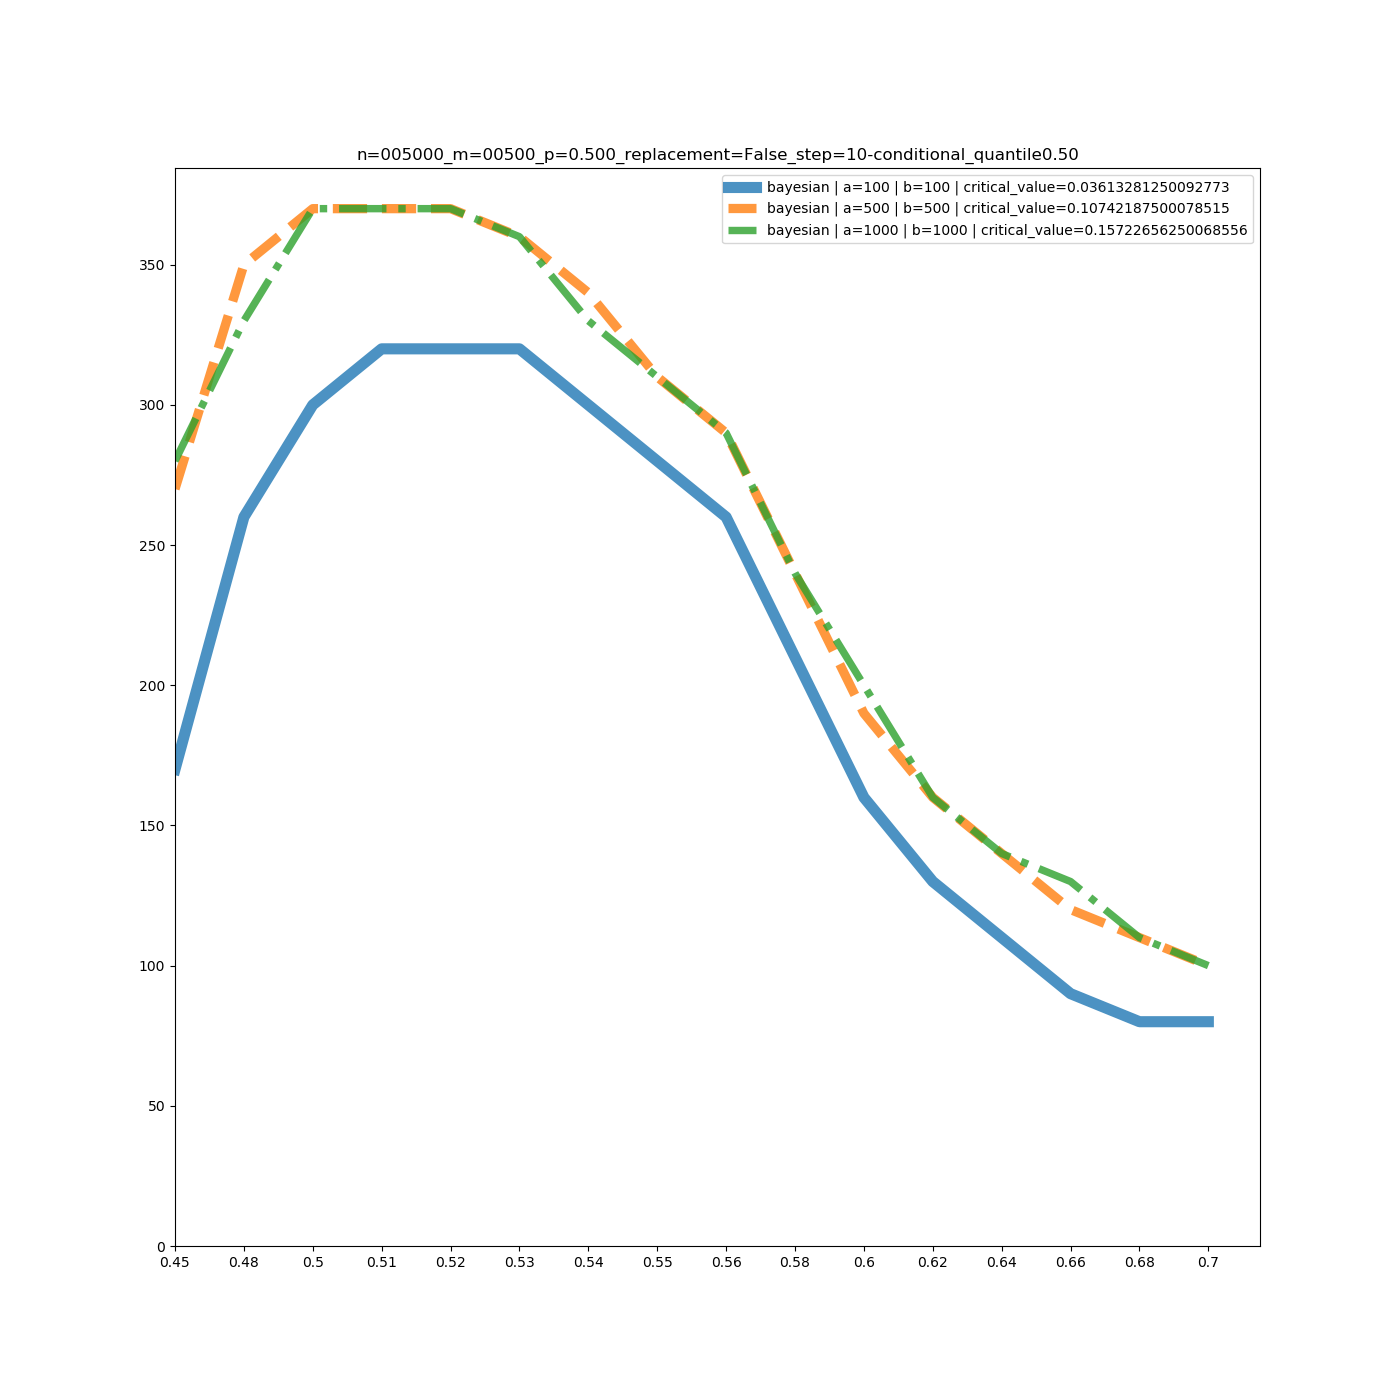 n=005000_m=00500_p=0.500_replacement=False_step=10-conditional_quantile0.50
bayesian | a=100 | b=100 | critical_value=0.03613281250092773
bayesian | a=500 | b=500 | critical_value=0.10742187500078515
bayesian | a=1000 | b=1000 | critical_value=0.15722656250068556
350
300
250
200
150
100
50
0
0.45 0.48 0.5 0.51 0.52 0.53 0.54 0.55 0.56 0.58 0.6 0.62 0.64 0.66 0.68 0.7